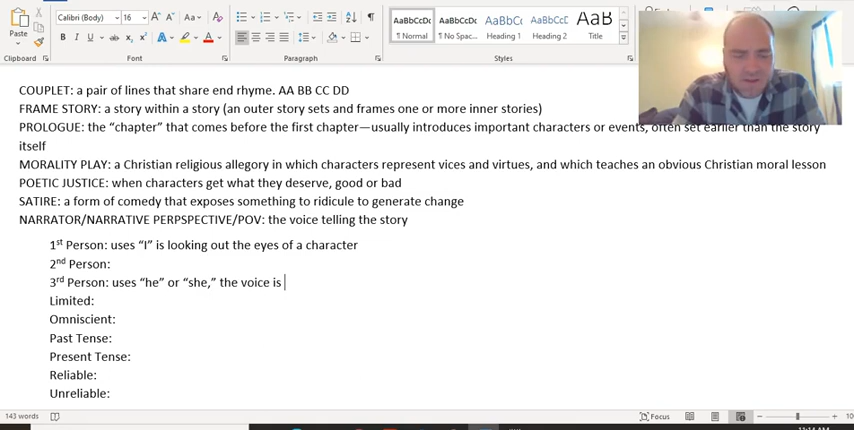 Calibri (Body) 16 A A Aa A
AaBbCcDc AaBbCcDc AaBbCc AaBbCcE AaB
Paste
B I U ab A A
¶ Normal ¶ No Spac... Heading 1 Heading 2 Title
Clipboard Font Paragraph Styles
COUPLET: a pair of lines that share end rhyme. AA BB CC DD
FRAME STORY: a story within a story (an outer story sets and frames one or more inner stories)
PROLOGUE: the “chapter” that comes before the first chapter—usually introduces important characters or events, often set earlier than the story
itself
MORALITY PLAY: a Christian religious allegory in which characters represent vices and virtues, and which teaches an obvious Christian moral lesson
POETIC JUSTICE: when characters get what they deserve, good or bad
SATIRE: a form of comedy that exposes something to ridicule to generate change
NARRATOR/NARRATIVE PERPSPECTIVE/POV: the voice telling the story
1st Person: uses “I” is looking out the eyes of a character
2nd Person:
3rd Person: uses “he” or “she,” the voice is
Limited:
Omniscient:
Past Tense:
Present Tense:
Reliable:
Unreliable:
143 words Focus 10
11:14 AM